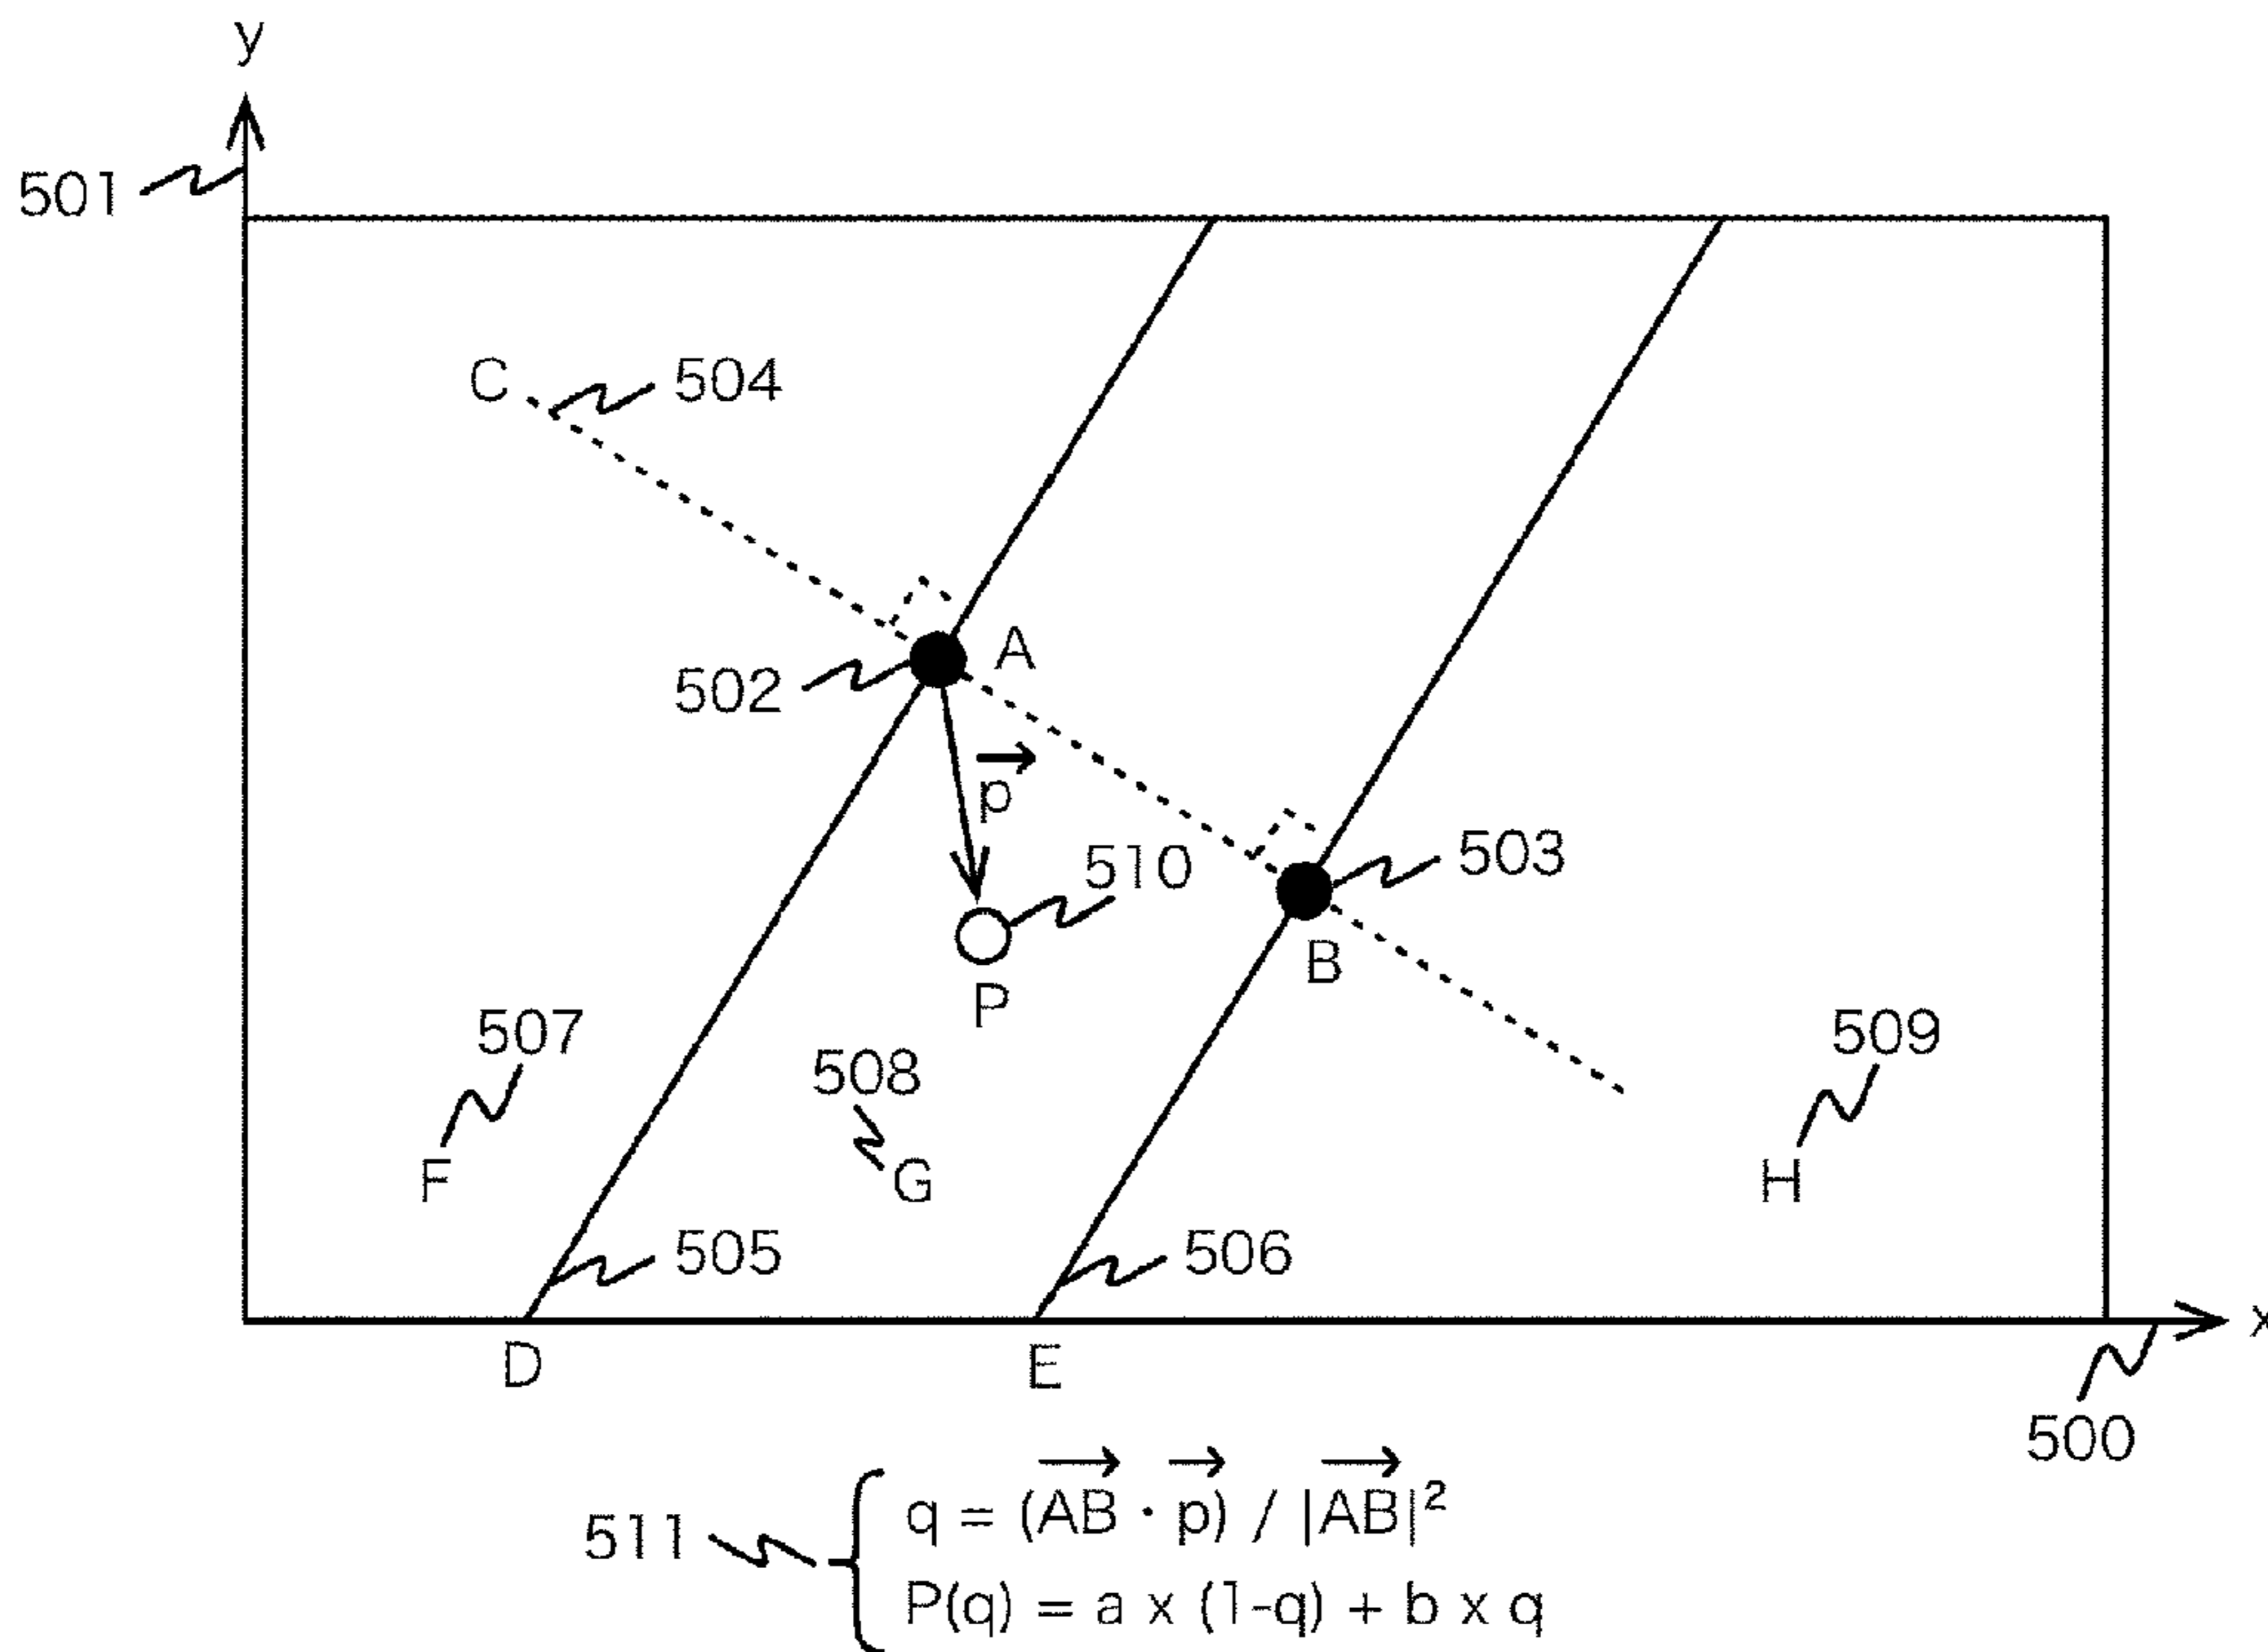 y
501
C
504
A
502
p
510
503
B
P
507
509
508
F
G
H
505
506
x
D
E
500
511
q = (AB · p) / |AB|²
P(q) = a x (1-q) + b x q